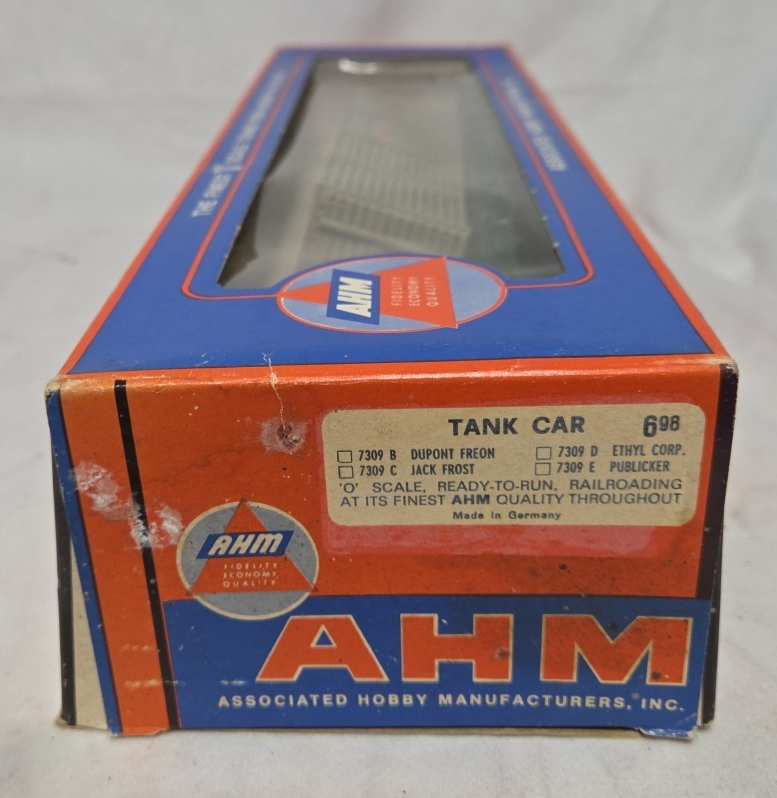 THE FINEST
AHM
FIDELITY
ECONOMY
QUALITY
TANK CAR 6.98
7309 B DUPONT FREON
7309 D ETHYL CORP.
7309 C JACK FROST
7309 E PUBLICKER
'O' SCALE, READY-TO-RUN, RAILROADING
AT ITS FINEST AHM QUALITY THROUGHOUT
Made in Germany
AHM
FIDELITY
ECONOMY
QUALITY
AHM
ASSOCIATED HOBBY MANUFACTURERS, INC.